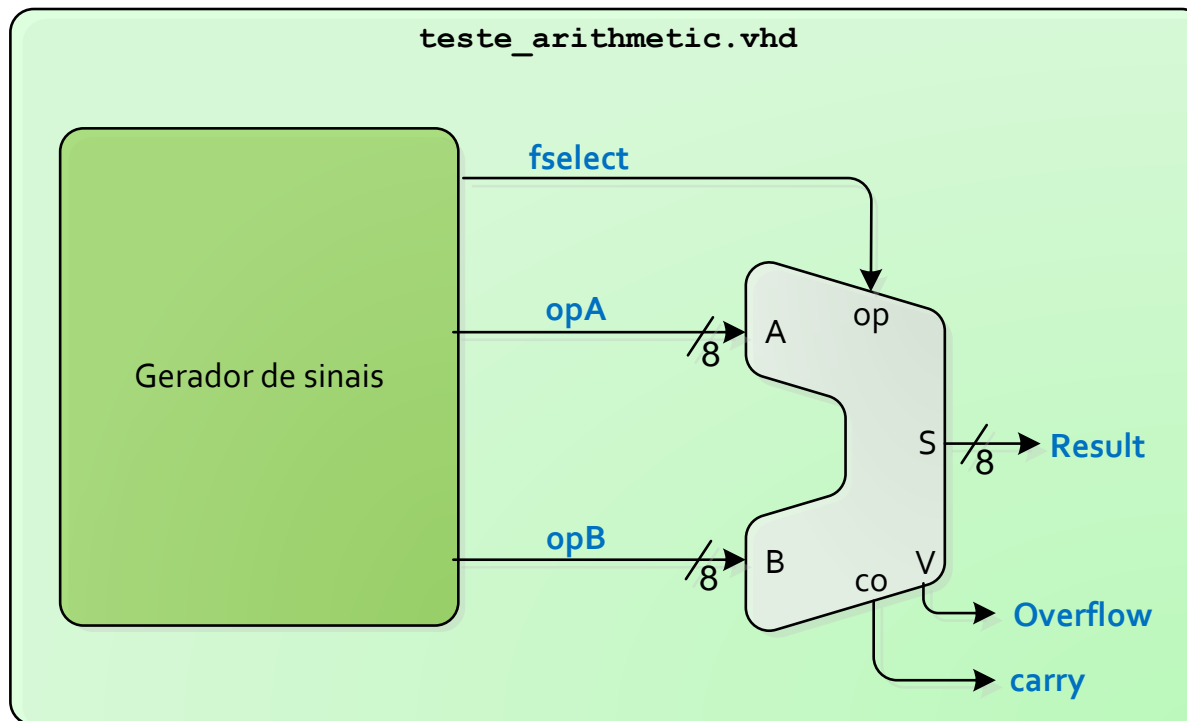 teste_arithmetic.vhd
fselect
opA
8
A
op
Gerador de sinais
S
8
Result
opB
8
B
co
V
Overflow
carry